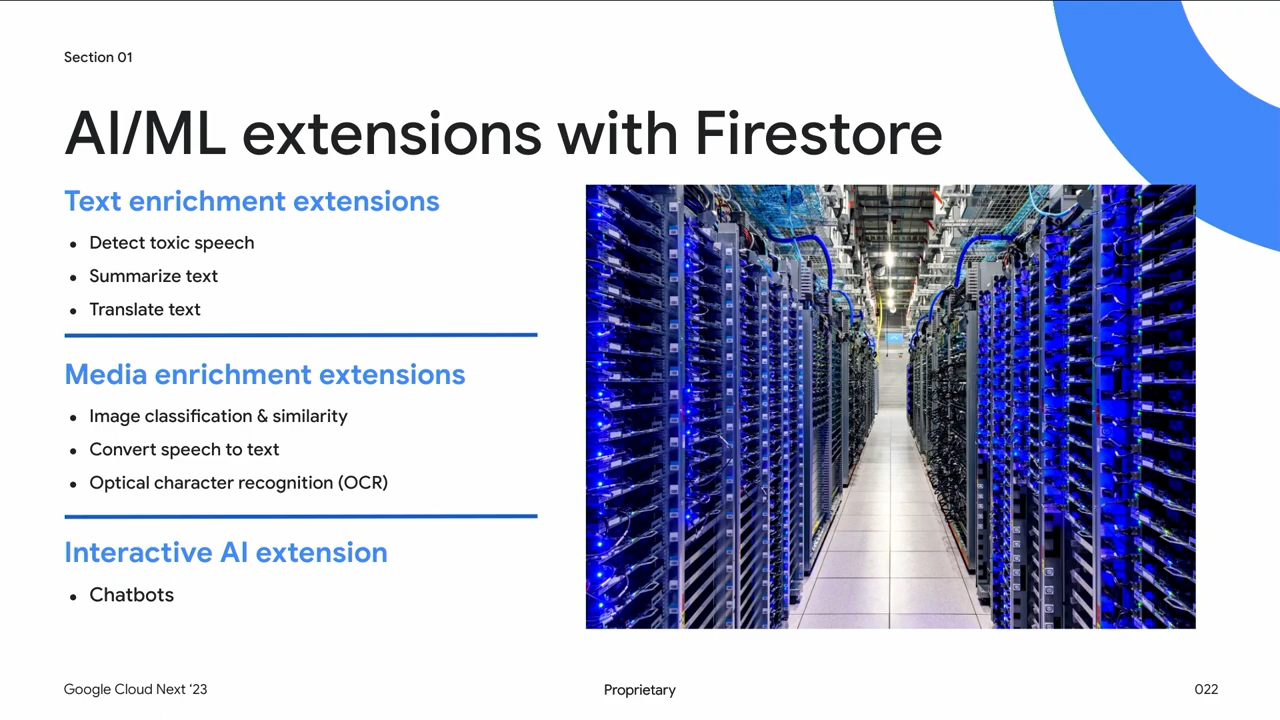 Section 01
AI/ML extensions with Firestore
Text enrichment extensions
• Detect toxic speech
• Summarize text
• Translate text
Media enrichment extensions
• Image classification & similarity
• Convert speech to text
• Optical character recognition (OCR)
Interactive AI extension
• Chatbots
Google Cloud Next ‘23
Proprietary
022